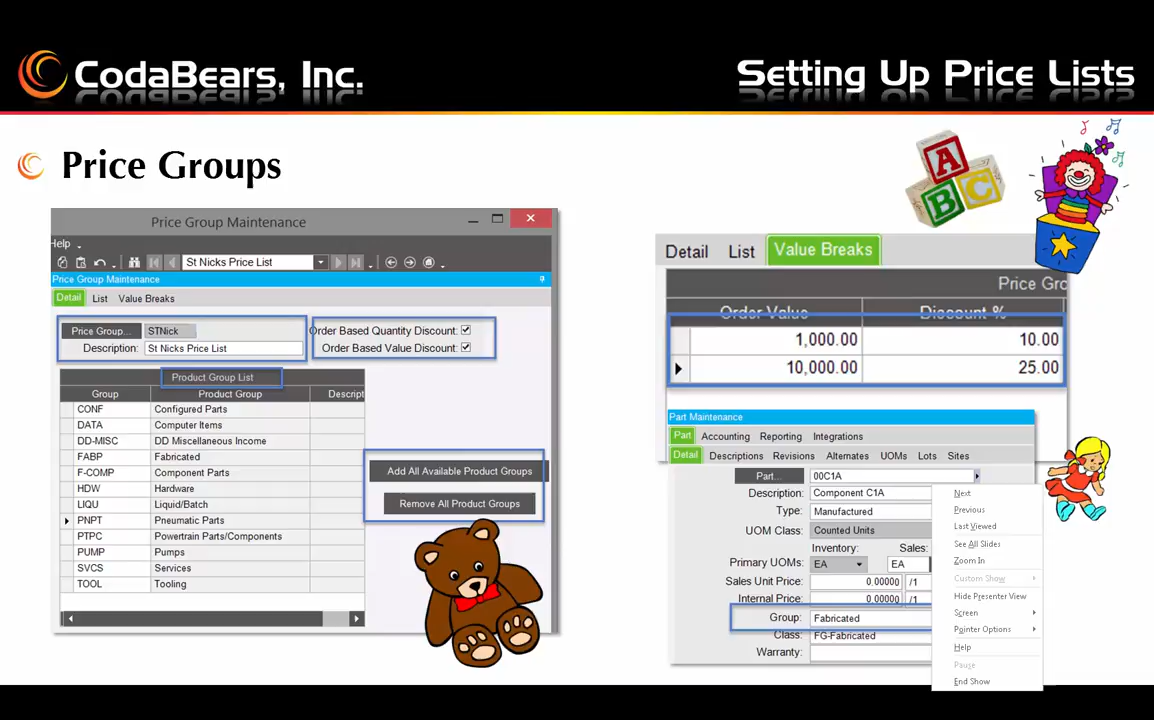 CodaBears, Inc.
Setting Up Price Lists
Price Groups
Price Group Maintenance
Help
St Nicks Price List
Price Group Maintenance
Detail List Value Breaks
Price Group... STNick
Description: St Nicks Price List
Order Based Quantity Discount:
Order Based Value Discount:
Product Group List
Group Product Group Descript
CONF Configured Parts
DATA Computer Items
DD-MISC DD Miscellaneous Income
FABP Fabricated
F-COMP Component Parts
HDW Hardware
LIQU Liquid/Batch
PNPT Pneumatic Parts
PTPC Powertrain Parts/Components
PUMP Pumps
SVCS Services
TOOL Tooling
Add All Available Product Groups
Remove All Product Groups
A
B
C
Detail List Value Breaks
Price Gro
Order Value Discount %
1,000.00 10.00
10,000.00 25.00
Part Maintenance
Part Accounting Reporting Integrations
Detail Descriptions Revisions Alternates UOMs Lots Sites
Part... 00C1A
Description: Component C1A
Type: Manufactured
UOM Class: Counted Units
Inventory: Sales:
Primary UOMs: EA EA
Sales Unit Price: 0.00000 /1
Internal Price: 0.00000 /1
Group: Fabricated
Class: FG-Fabricated
Warranty:
Next
Previous
Last Viewed
See All Slides
Zoom In
Custom Show
Hide Presenter View
Screen
Pointer Options
Help
Pause
End Show